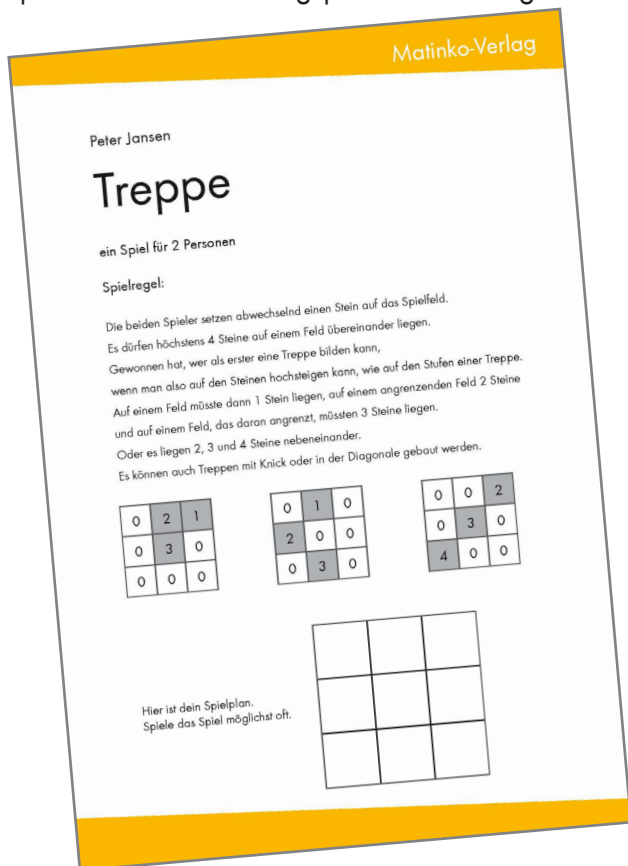 Matinko-Verlag
Peter Jansen
Treppe
ein Spiel für 2 Personen
Spielregel:
Die beiden Spieler setzen abwechselnd einen Stein auf das Spielfeld.
Es dürfen höchstens 4 Steine auf einem Feld übereinander liegen.
Gewonnen hat, wer als erster eine Treppe bilden kann,
wenn man also auf den Steinen hochsteigen kann, wie auf den Stufen einer Treppe.
Auf einem Feld müsste dann 1 Stein liegen, auf einem angrenzenden Feld 2 Steine
und auf einem Feld, das daran angrenzt, müssten 3 Steine liegen.
Oder es liegen 2, 3 und 4 Steine nebeneinander.
Es können auch Treppen mit Knick oder in der Diagonale gebaut werden.
0 2 1
0 3 0
0 0 0
0 1 0
2 0 0
0 3 0
0 0 2
0 3 0
4 0 0
Hier ist dein Spielplan.
Spiele das Spiel möglichst oft.